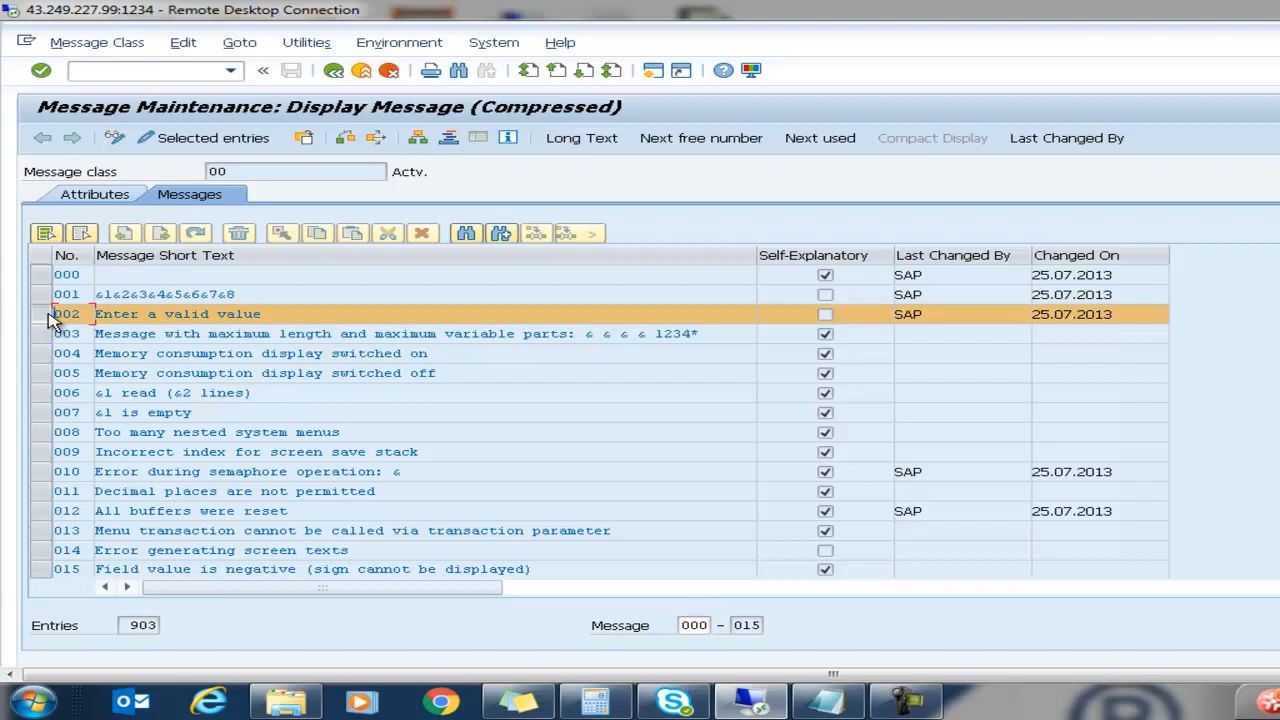 43.249.227.99:1234 - Remote Desktop Connection
Message Class Edit Goto Utilities Environment System Help
Message Maintenance: Display Message (Compressed)
Selected entries Long Text Next free number Next used Compact Display Last Changed By
Message class 00 Actv.
Attributes Messages
No. Message Short Text Self-Explanatory Last Changed By Changed On
000 SAP 25.07.2013
001 &1&2&3&4&5&6&7&8 SAP 25.07.2013
002 Enter a valid value SAP 25.07.2013
003 Message with maximum length and maximum variable parts: & & & & 1234*
004 Memory consumption display switched on
005 Memory consumption display switched off
006 &1 read (&2 lines)
007 &1 is empty
008 Too many nested system menus
009 Incorrect index for screen save stack
010 Error during semaphore operation: & SAP 25.07.2013
011 Decimal places are not permitted
012 All buffers were reset SAP 25.07.2013
013 Menu transaction cannot be called via transaction parameter
014 Error generating screen texts
015 Field value is negative (sign cannot be displayed)
Entries 903 Message 000 - 015